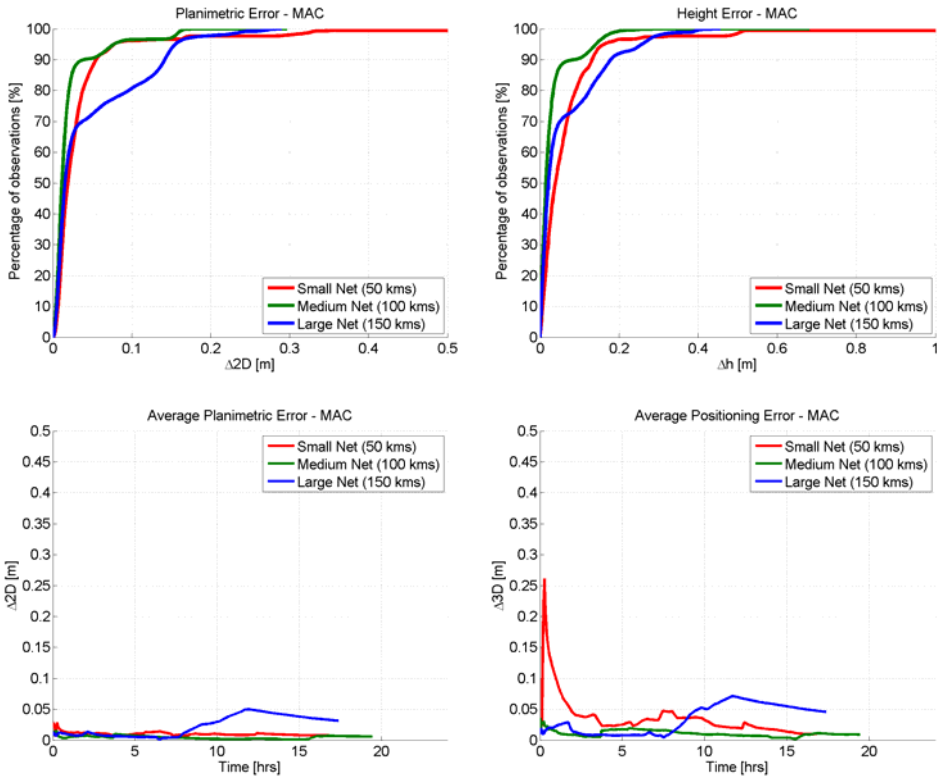 Planimetric Error - MAC
Percentage of observations [%]
100
90
80
70
60
50
40
30
20
10
0
Small Net (50 kms)
Medium Net (100 kms)
Large Net (150 kms)
0 0.1 0.2 0.3 0.4 0.5
Δ2D [m]
Height Error - MAC
Percentage of observations [%]
100
90
80
70
60
50
40
30
20
10
0
Small Net (50 kms)
Medium Net (100 kms)
Large Net (150 kms)
0 0.2 0.4 0.6 0.8 1
Δh [m]
Average Planimetric Error - MAC
Δ2D [m]
0.5
0.45
0.4
0.35
0.3
0.25
0.2
0.15
0.1
0.05
0
Small Net (50 kms)
Medium Net (100 kms)
Large Net (150 kms)
0 5 10 15 20
Time [hrs]
Average Positioning Error - MAC
Δ3D [m]
0.5
0.45
0.4
0.35
0.3
0.25
0.2
0.15
0.1
0.05
0
Small Net (50 kms)
Medium Net (100 kms)
Large Net (150 kms)
0 5 10 15 20
Time [hrs]